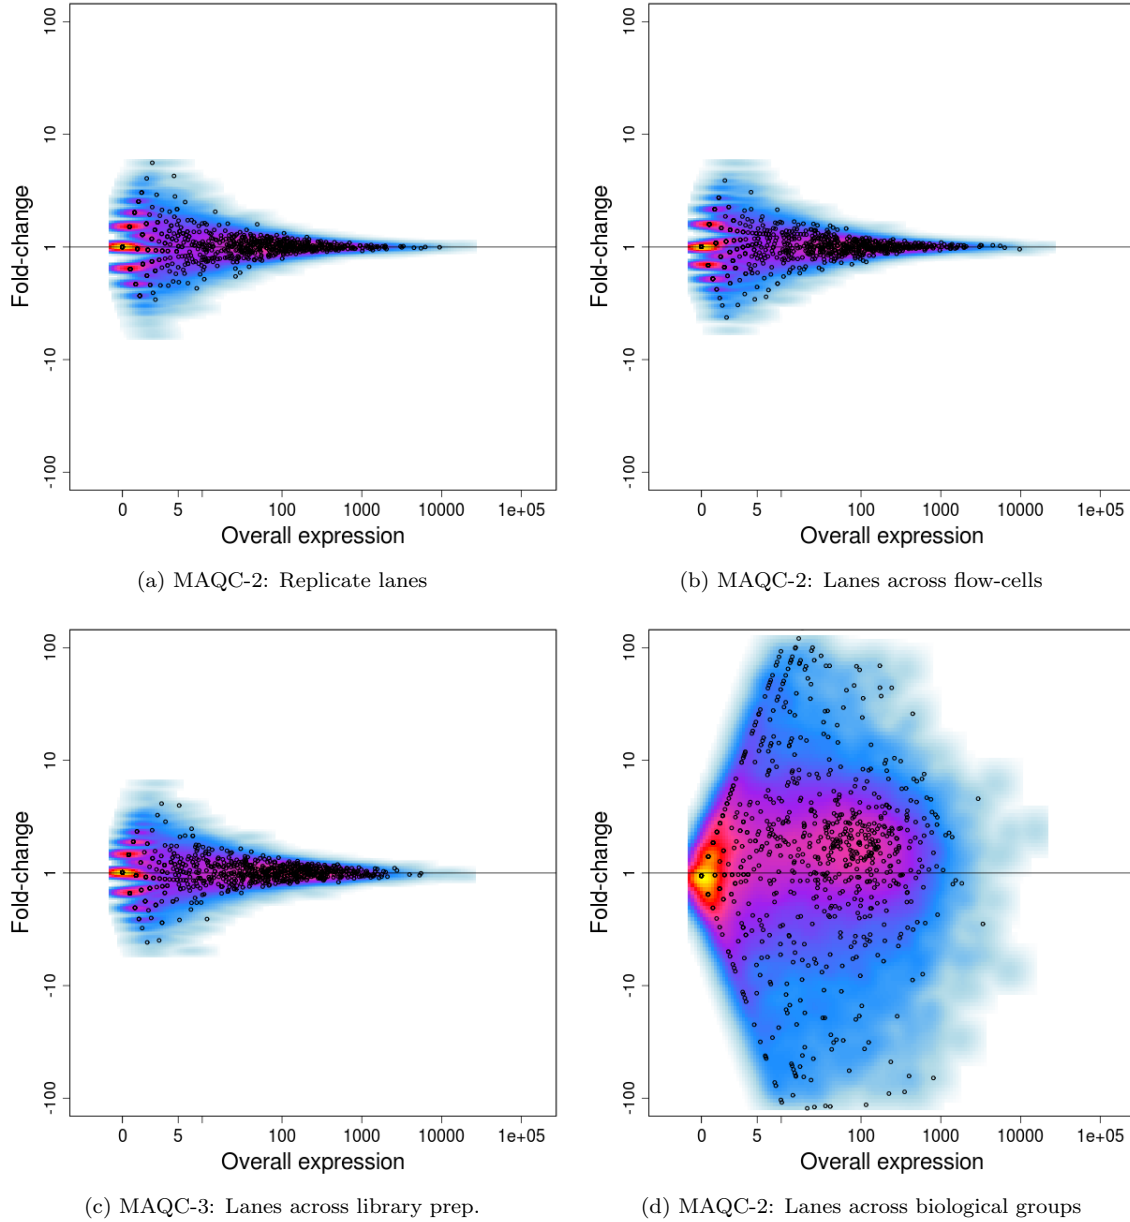 100
10
1
-10
-100
Fold-change
0 5 100 1000 10000 1e+05
Overall expression
(a) MAQC-2: Replicate lanes
100
10
1
-10
-100
Fold-change
0 5 100 1000 10000 1e+05
Overall expression
(b) MAQC-2: Lanes across flow-cells
100
10
1
-10
-100
Fold-change
0 5 100 1000 10000 1e+05
Overall expression
(c) MAQC-3: Lanes across library prep.
100
10
1
-10
-100
Fold-change
0 5 100 1000 10000 1e+05
Overall expression
(d) MAQC-2: Lanes across biological groups